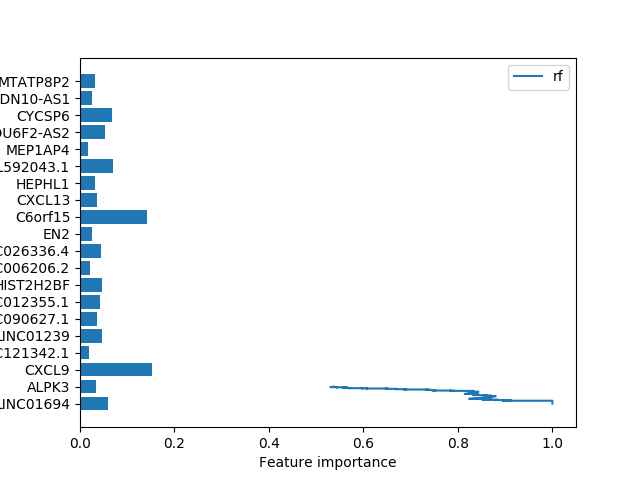 rf
MTATP8P2
DN10-AS1
CYCSP6
OU6F2-AS2
MEP1AP4
L592043.1
HEPHL1
CXCL13
C6orf15
EN2
C026336.4
C006206.2
HIST2H2BF
C012355.1
C090627.1
LINC01239
C121342.1
CXCL9
ALPK3
LINC01694
0.0 0.2 0.4 0.6 0.8 1.0
Feature importance